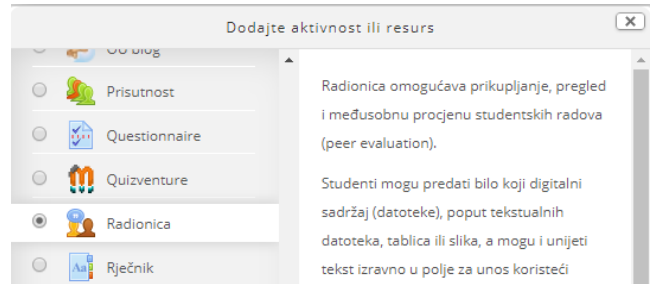 Dodajte aktivnost ili resurs
OU blog
Prisutnost
Questionnaire
Quizventure
Radionica
Rječnik
Radionica omogućava prikupljanje, pregled
i međusobnu procjenu studentskih radova
(peer evaluation).
Studenti mogu predati bilo koji digitalni
sadržaj (datoteke), poput tekstualnih
datoteka, tablica ili slika, a mogu i unijeti
tekst izravno u polje za unos koristeći